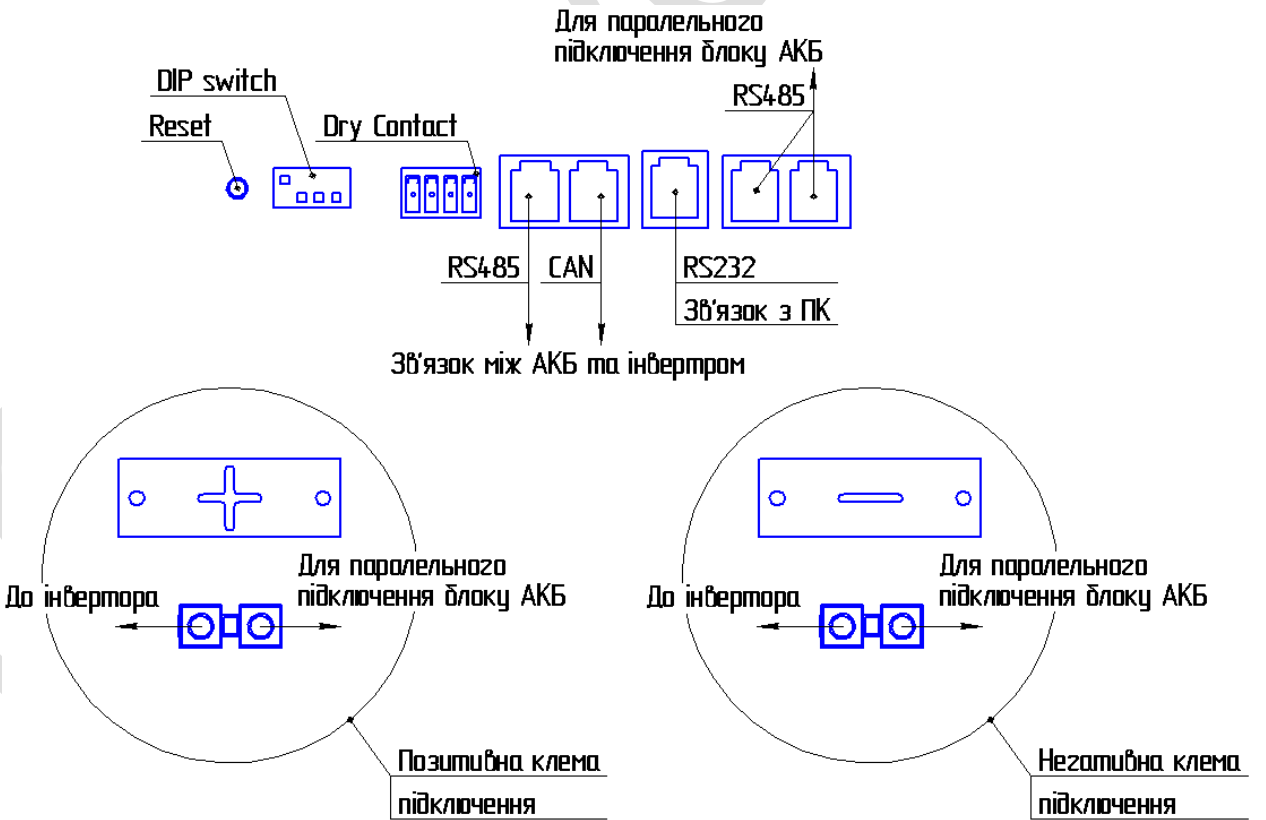 Для паралельного
підключення блоку АКБ
DIP switch
RS485
Reset
Dry Contact
RS485
CAN
RS232
Зв'язок з ПК
Зв'язок між АКБ та інвертром
Для паралельного
підключення блоку АКБ
До інвертора
Для паралельного
підключення блоку АКБ
До інвертора
Позитивна клема
підключення
Негативна клема
підключення